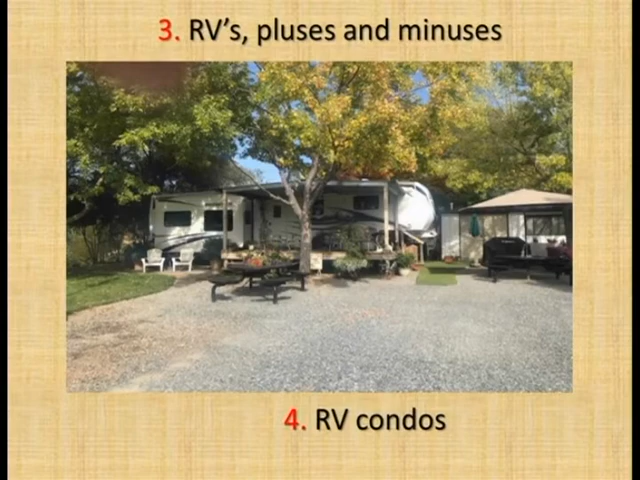 3. RV’s, pluses and minuses
4. RV condos